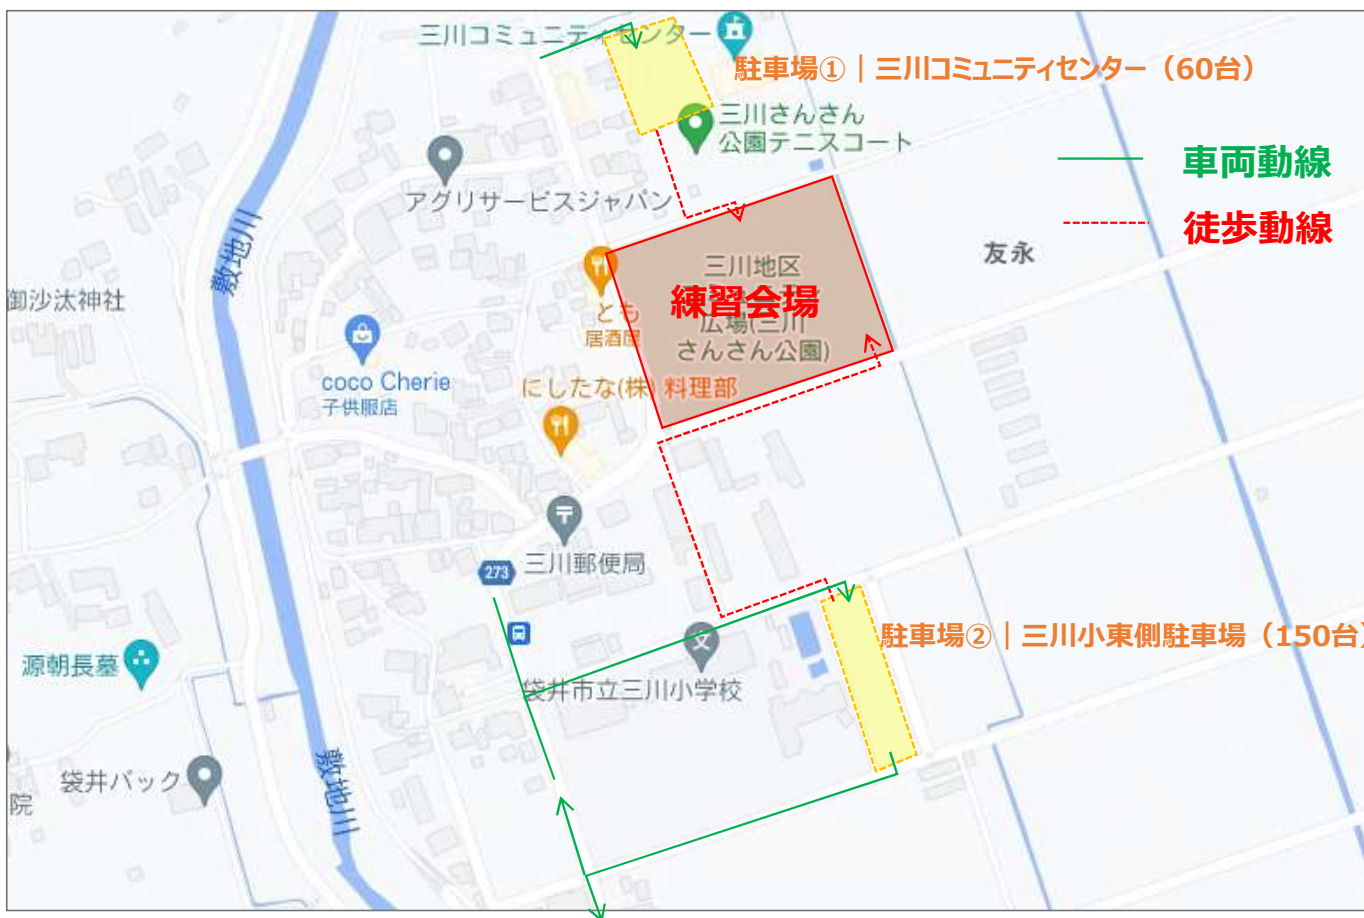 三川コミュニティセンター
駐車場①｜三川コミュニティセンター（60台）
三川さんさん
公園テニスコート
車両動線
徒歩動線
アグリサービスジャパン
敷地川
友永
御沙汰神社
三川地区
練習会場
広場(三川
さんさん公園)
とも
居酒屋
coco Cherie
子供服店
にしたな(株) 料理部
三川郵便局
273
駐車場②｜三川小東側駐車場（150台）
源朝長墓
袋井市立三川小学校
袋井バック
院
敷地川